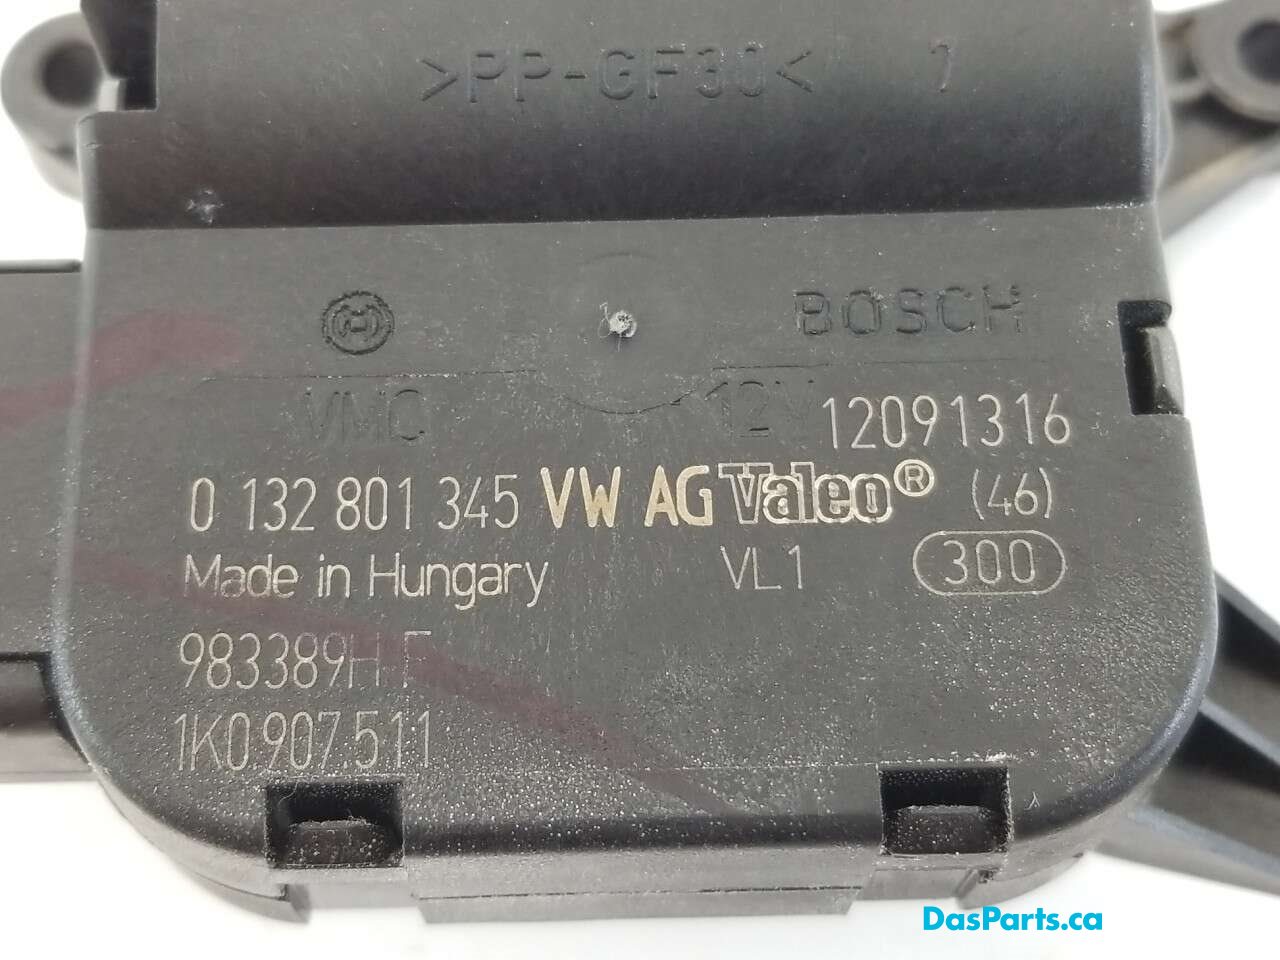 >PP-GF30< 1
BOSCH
VMC 12V
12091316
0 132 801 345 VW AG Valeo® (46)
Made in Hungary VL1 300
983389H F
1K0.907.511
DasParts.ca